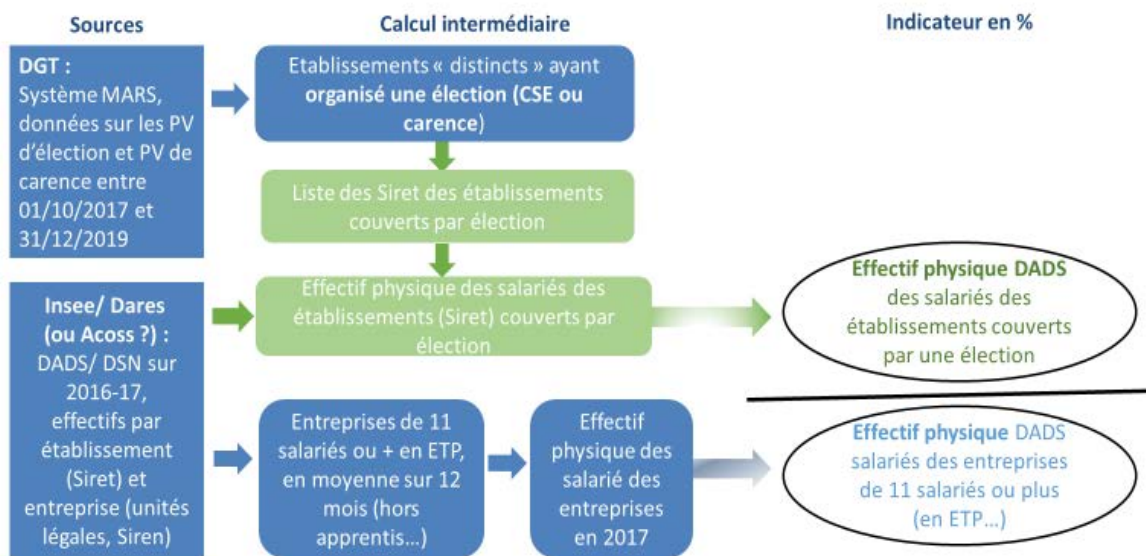 Sources
Calcul intermédiaire
Indicateur en %
DGT :
Système MARS,
données sur les PV
d'élection et PV de
carence entre
01/10/2017 et
31/12/2019
Etablissements « distincts » ayant
organisé une élection (CSE ou
carence)
Liste des Siret des établissements
couverts par élection
Insee/ Dares
(ou Acoss ?) :
DADS/ DSN sur
2016-17,
effectifs par
établissement
(Siret) et
entreprise (unités
légales, Siren)
Effectif physique des salariés des
établissements (Siret) couverts par
élection
Effectif physique DADS
des salariés des
établissements couverts
par une élection
Entreprises de 11
salariés ou + en ETP,
en moyenne sur 12
mois (hors
apprentis...)
Effectif
physique des
salarié des
entreprises
en 2017
Effectif physique DADS
salariés des entreprises
de 11 salariés ou plus
(en ETP...)